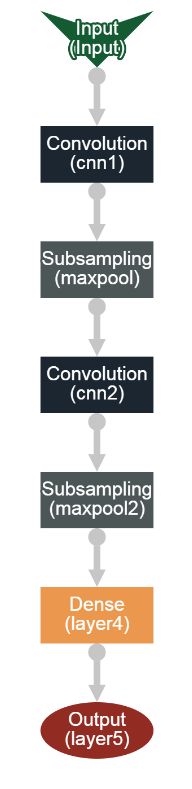 Input
(Input)
Convolution
(cnn1)
Subsampling
(maxpool)
Convolution
(cnn2)
Subsampling
(maxpool2)
Dense
(layer4)
Output
(layer5)